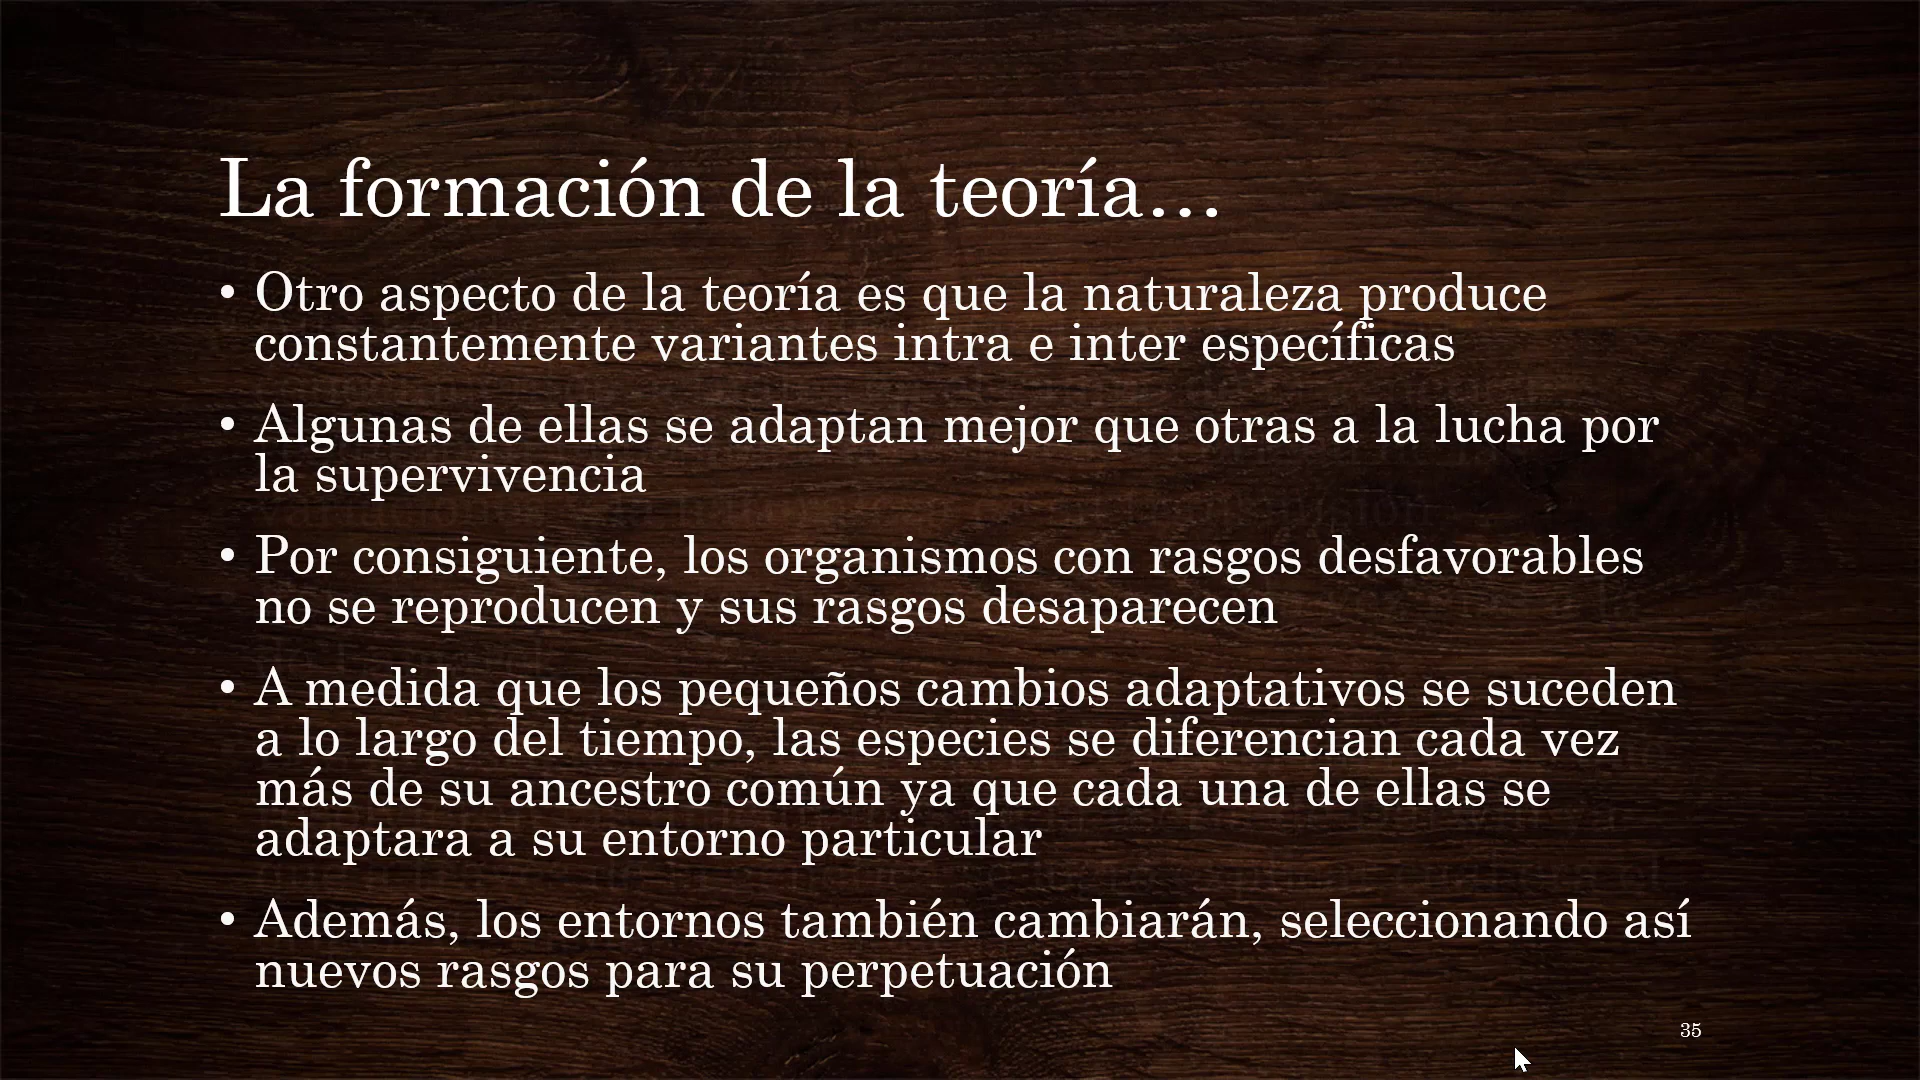 La formación de la teoría…
• Otro aspecto de la teoría es que la naturaleza produce
constantemente variantes intra e inter específicas
• Algunas de ellas se adaptan mejor que otras a la lucha por
la supervivencia
• Por consiguiente, los organismos con rasgos desfavorables
no se reproducen y sus rasgos desaparecen
• A medida que los pequeños cambios adaptativos se suceden
a lo largo del tiempo, las especies se diferencian cada vez
más de su ancestro común ya que cada una de ellas se
adaptara a su entorno particular
• Además, los entornos también cambiarán, seleccionando así
nuevos rasgos para su perpetuación
35